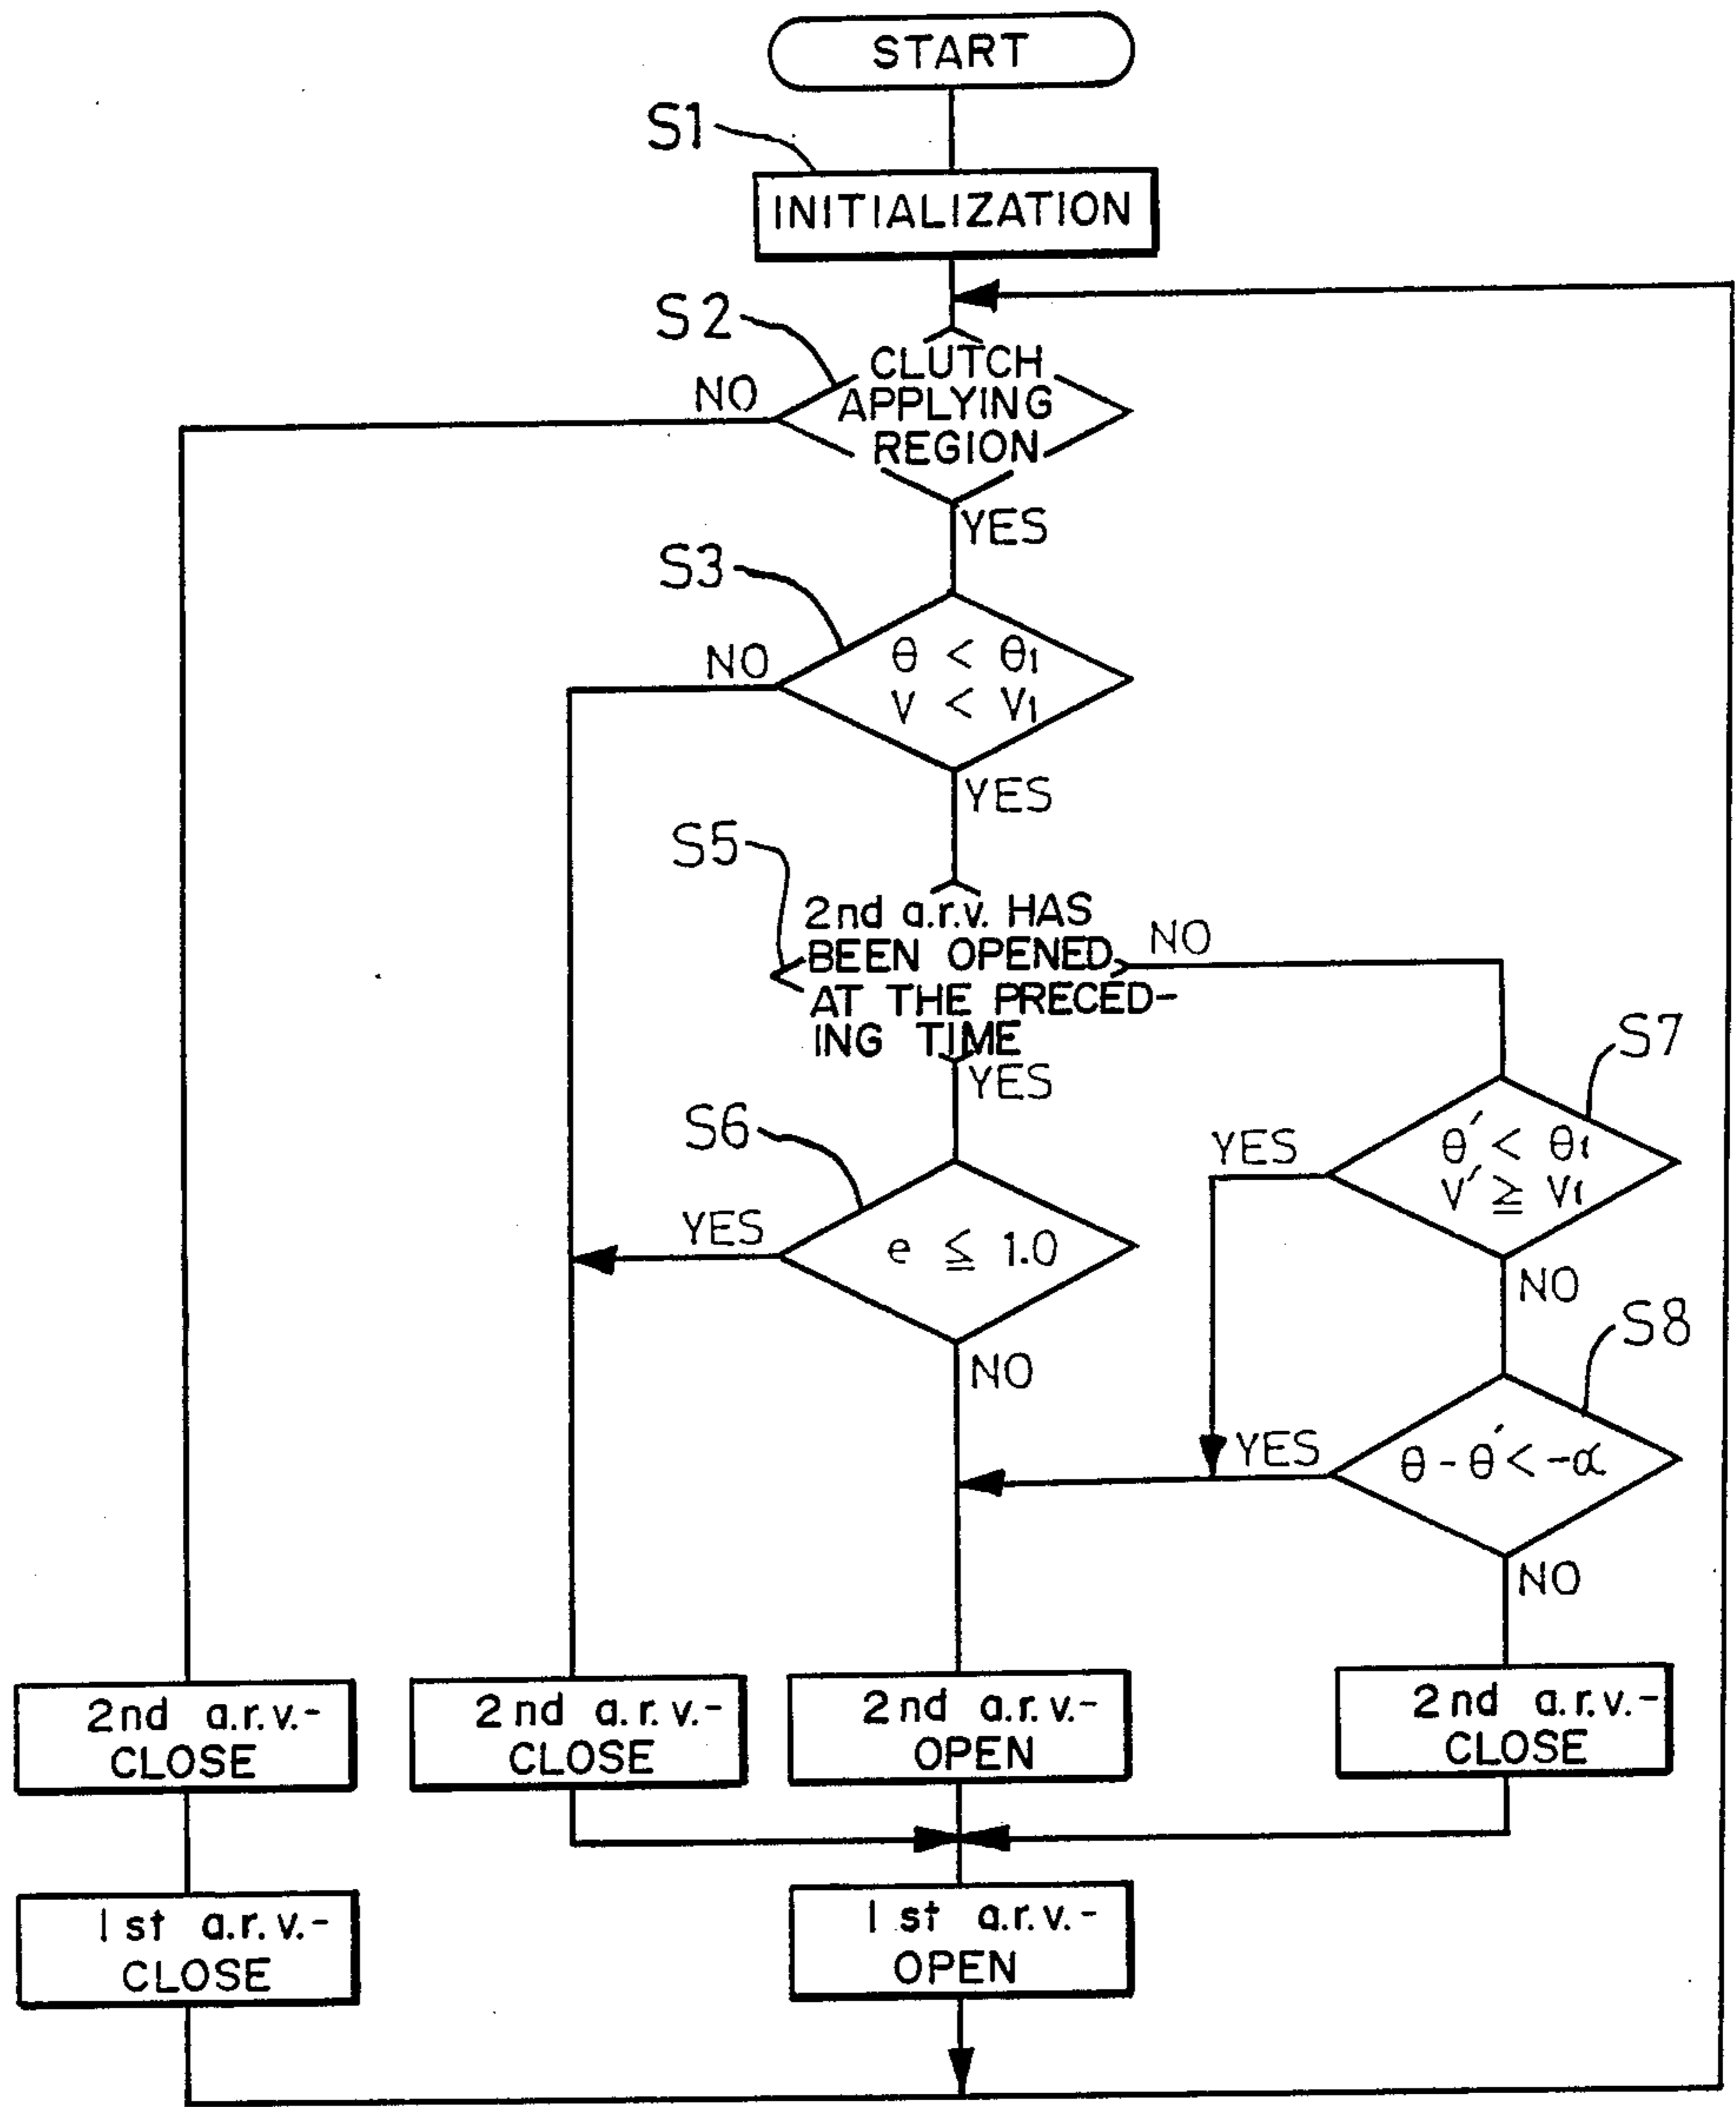 START
S1
INITIALIZATION
S2
NO
CLUTCH
APPLYING
REGION
YES
S3
NO
θ < θ1
V < V1
YES
S5
2nd a.r.v. HAS
BEEN OPENED
AT THE PRECED-
ING TIME
NO
YES
S7
S6
YES
θ′ < θ1
V′ ≧ V1
YES
e ≦ 1.0
NO
S8
NO
YES
θ - θ′ < -α
NO
2nd a.r.v.-
CLOSE
2nd a.r.v.-
CLOSE
2nd a.r.v.-
OPEN
2nd a.r.v.-
CLOSE
1st a.r.v.-
CLOSE
1st a.r.v.-
OPEN